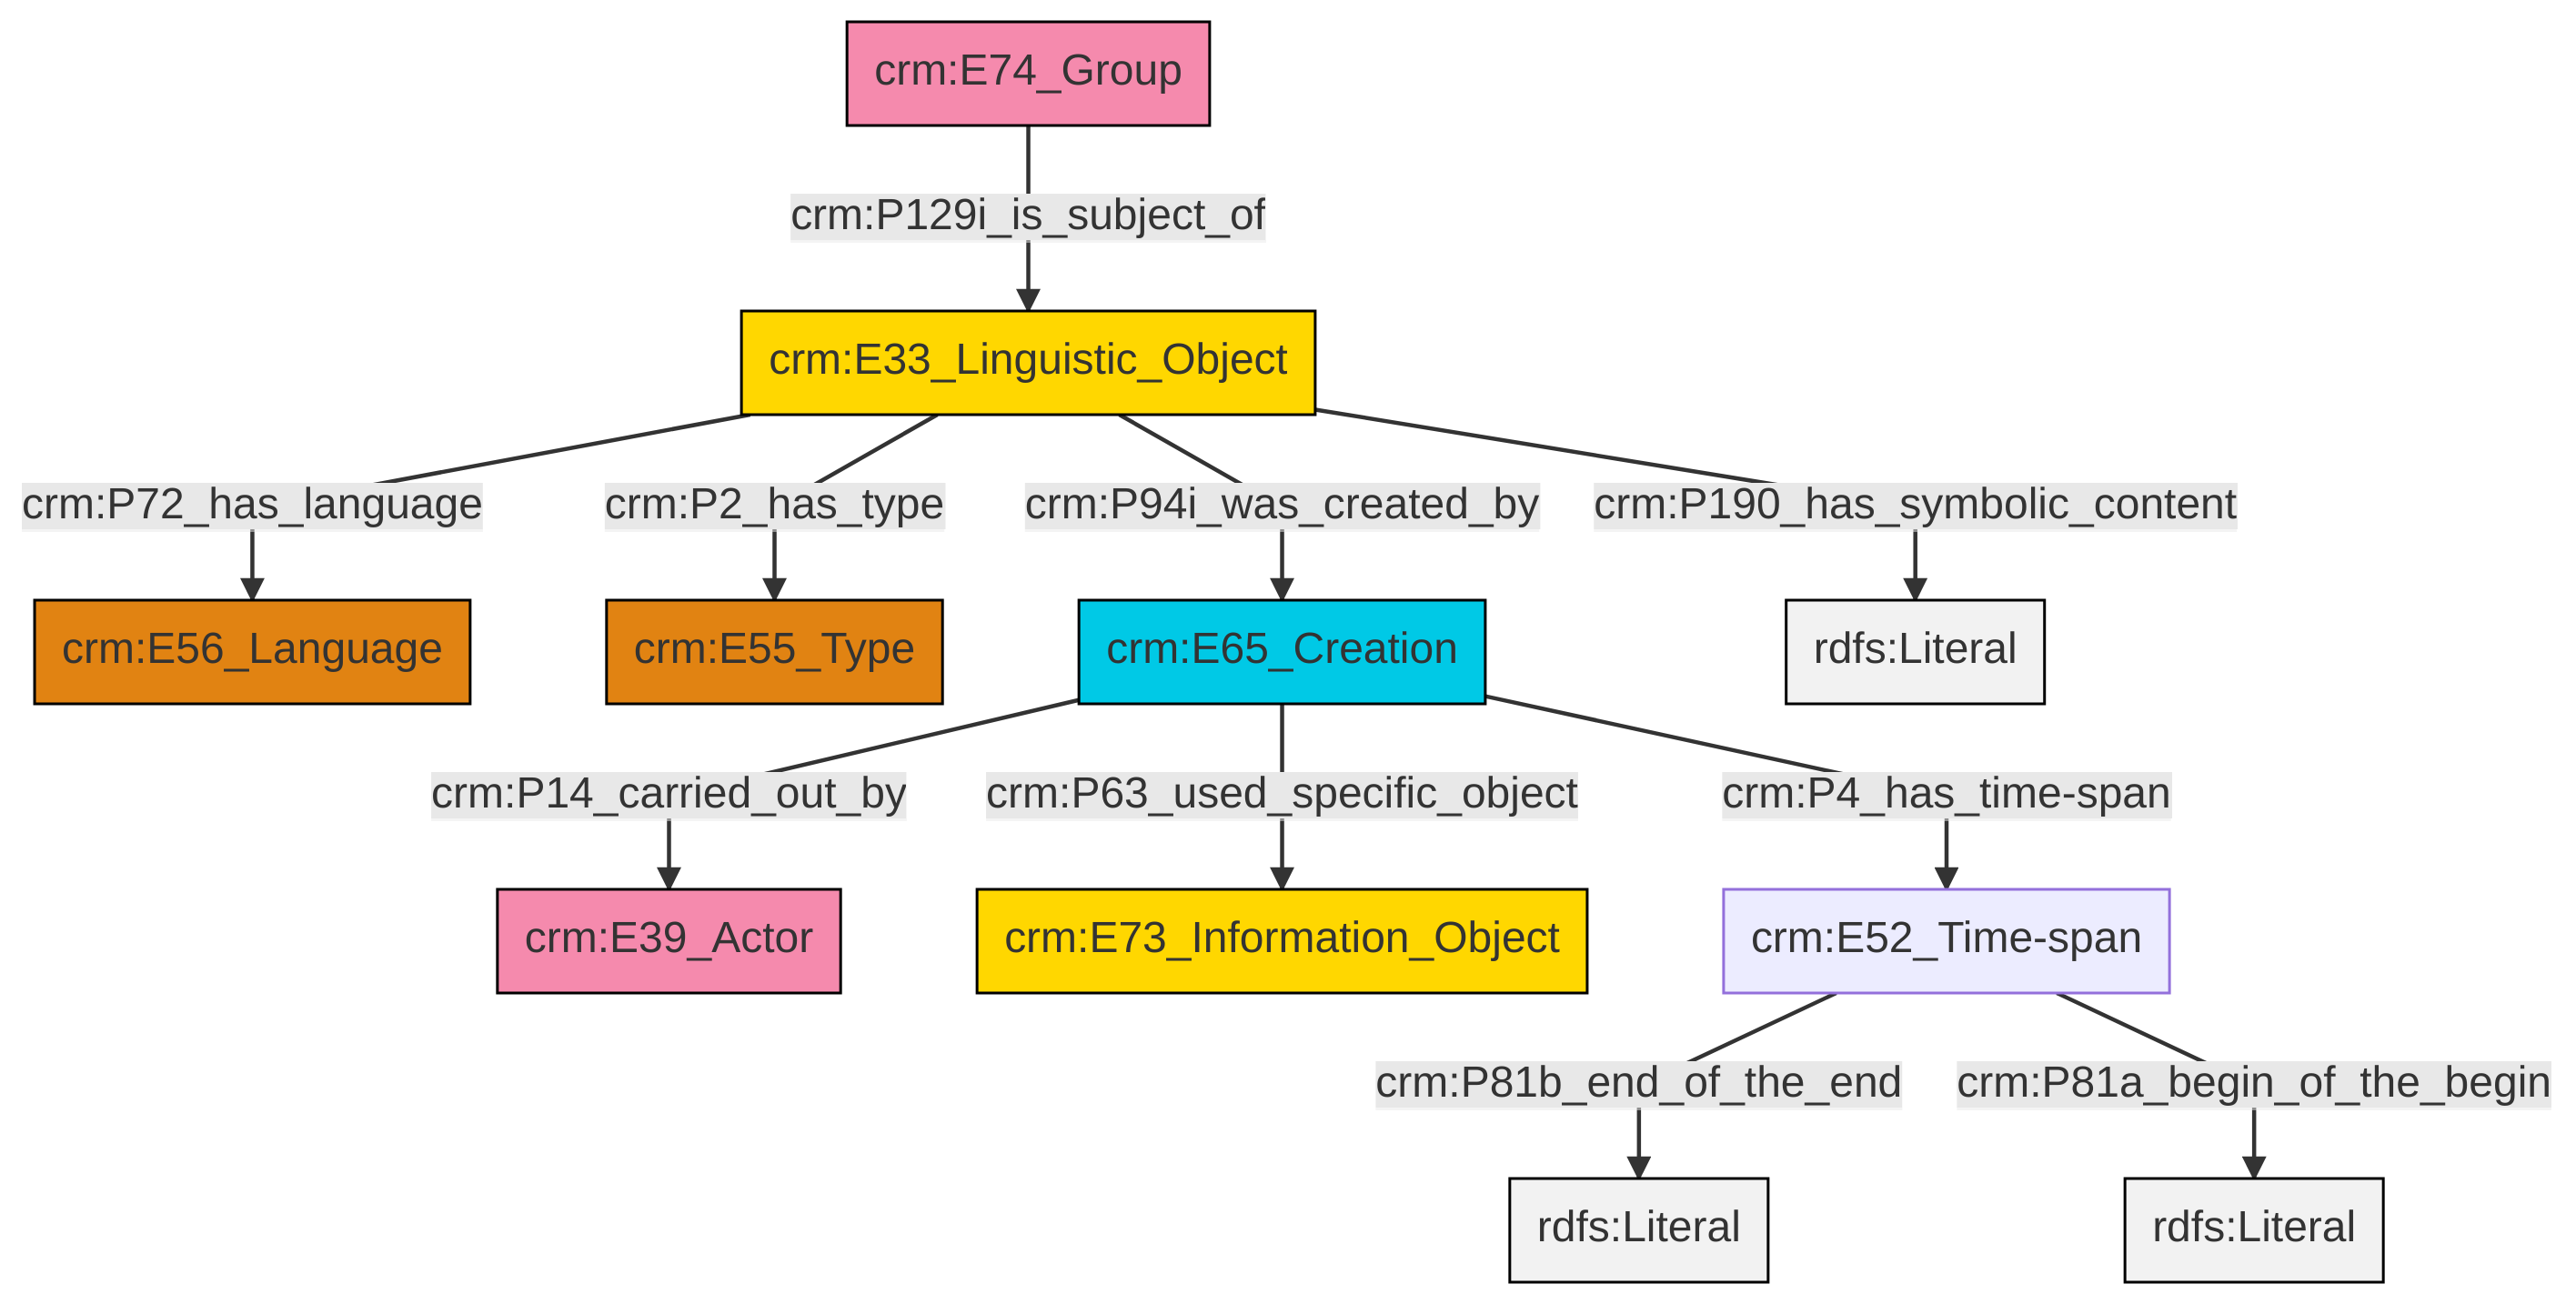 crm:E74_Group
crm:P129i_is_subject_of
crm:E33_Linguistic_Object
crm:P72_has_language
crm:P2_has_type
crm:P94i_was_created_by
crm:P190_has_symbolic_content
crm:E56_Language
crm:E55_Type
crm:E65_Creation
rdfs:Literal
crm:P14_carried_out_by
crm:P63_used_specific_object
crm:P4_has_time-span
crm:E39_Actor
crm:E73_Information_Object
crm:E52_Time-span
crm:P81b_end_of_the_end
crm:P81a_begin_of_the_begin
rdfs:Literal
rdfs:Literal